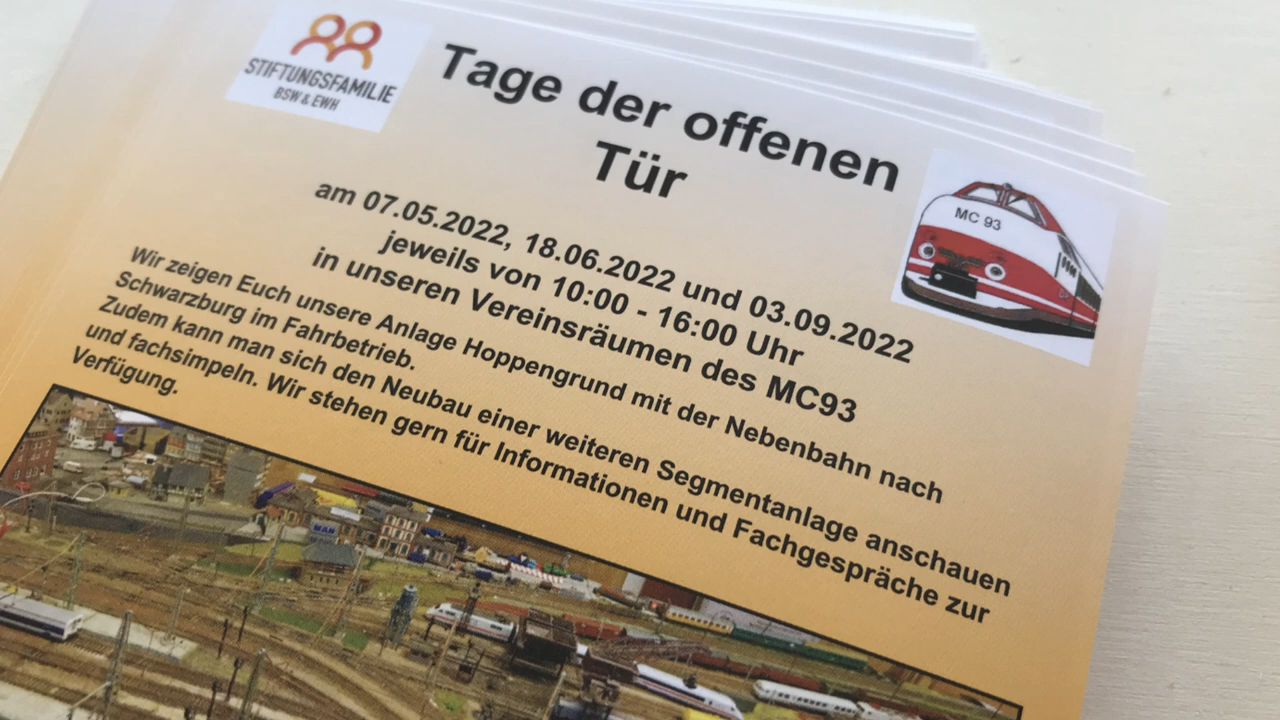 STIFTUNGSFAMILIE
BSW & EWH
Tage der offenen
Tür
MC 93
am 07.05.2022, 18.06.2022 und 03.09.2022
jeweils von 10:00 - 16:00 Uhr
in unseren Vereinsräumen des MC93
Wir zeigen Euch unsere Anlage Hoppengrund mit der Nebenbahn nach
Schwarzburg im Fahrbetrieb.
Zudem kann man sich den Neubau einer weiteren Segmentanlage anschauen
und fachsimpeln. Wir stehen gern für Informationen und Fachgespräche zur
Verfügung.
MAN